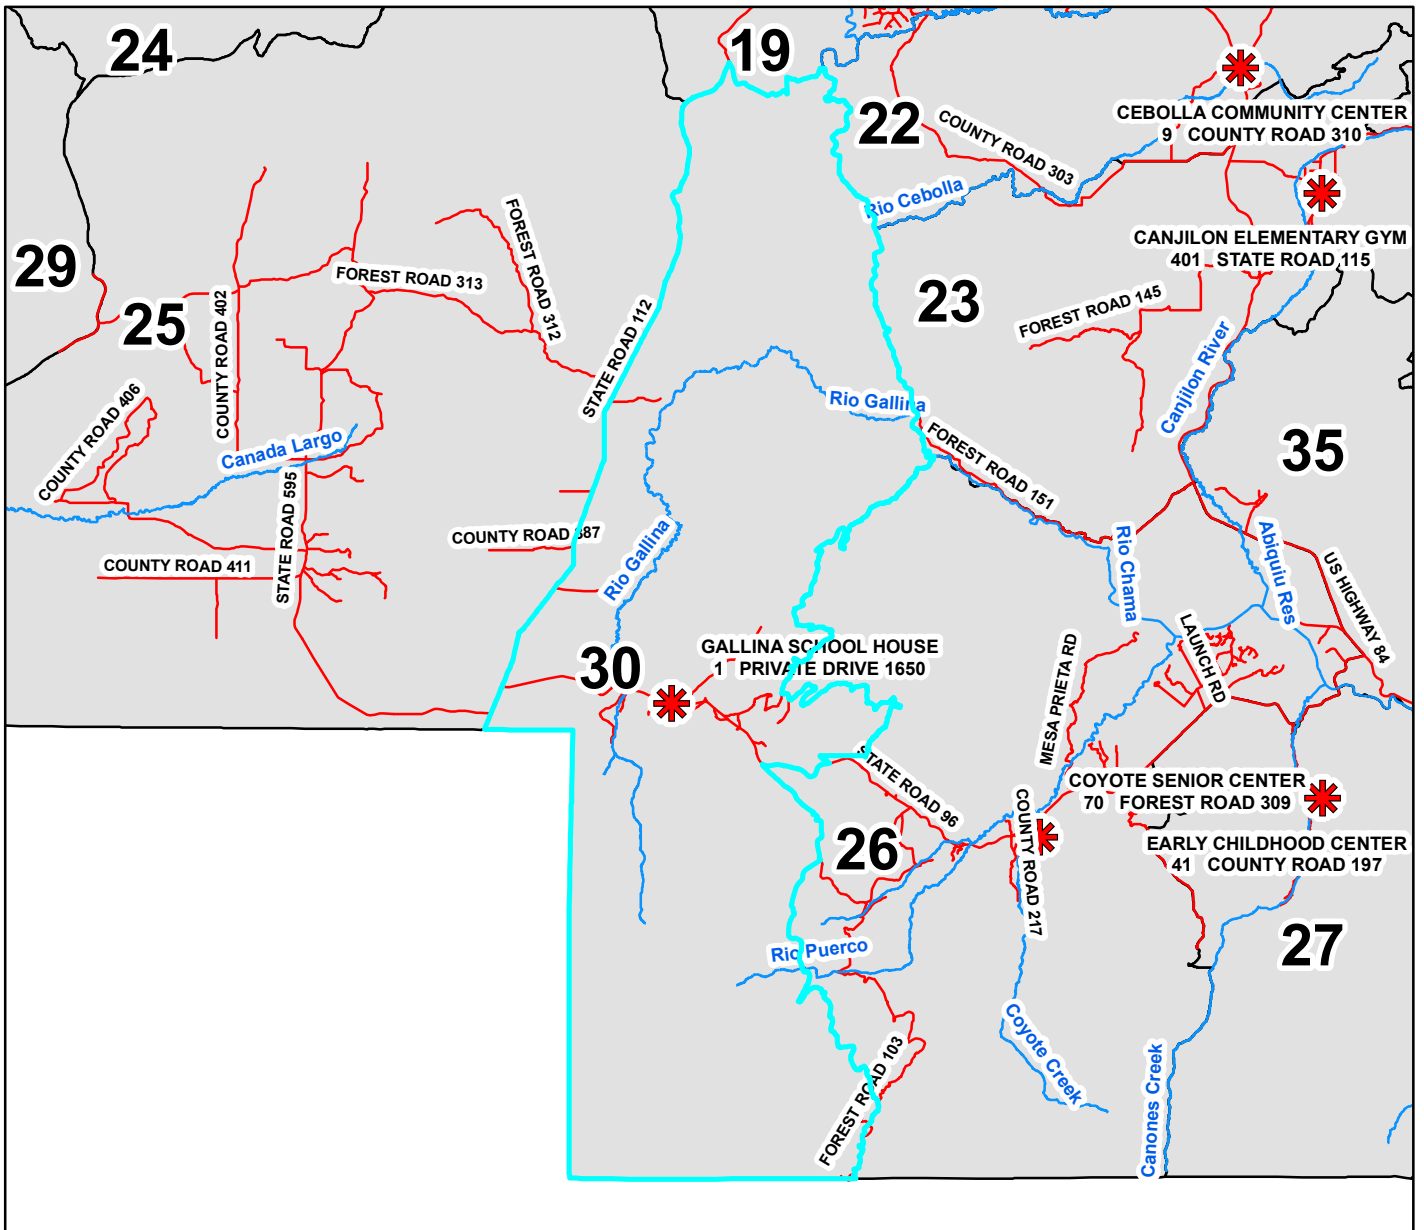 24
19
22
CEBOLLA COMMUNITY CENTER
9 COUNTY ROAD 310
COUNTY ROAD 303
Rio Cebolla
CANJILON ELEMENTARY GYM
401 STATE ROAD 115
29
25
FOREST ROAD 312
FOREST ROAD 313
COUNTY ROAD 402
23
FOREST ROAD 145
STATE ROAD 112
Canjilon River
COUNTY ROAD 406
Rio Gallina
Canada Largo
FOREST ROAD 151
35
STATE ROAD 595
COUNTY ROAD 387
Rio Gallina
Rio Chama
Abiquiu Res
US HIGHWAY 84
COUNTY ROAD 411
LAUNCH RD
30
GALLINA SCHOOL HOUSE
1 PRIVATE DRIVE 1650
MESA PRIETA RD
STATE ROAD 96
COYOTE SENIOR CENTER
70 FOREST ROAD 309
26
COUNTY ROAD 217
EARLY CHILDHOOD CENTER
41 COUNTY ROAD 197
Rio Puerco
27
Coyote Creek
FOREST ROAD 103
Canones Creek